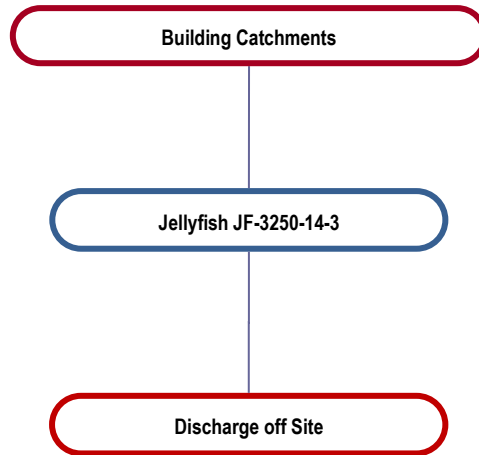 Building Catchments
Jellyfish JF-3250-14-3
Discharge off Site